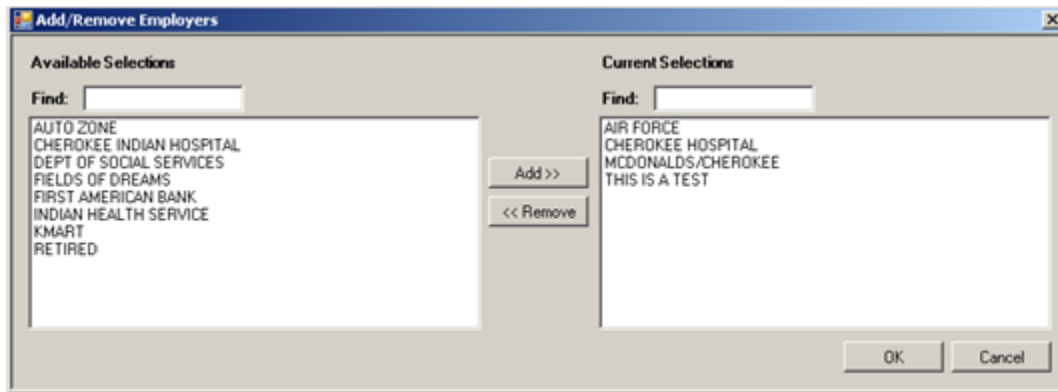 Add/Remove Employers
Available Selections
Find:
AUTO ZONE
CHEROKEE INDIAN HOSPITAL
DEPT OF SOCIAL SERVICES
FIELDS OF DREAMS
FIRST AMERICAN BANK
INDIAN HEALTH SERVICE
KMART
RETIRED
Add >>
<< Remove
Current Selections
Find:
AIR FORCE
CHEROKEE HOSPITAL
MCDONALDS/CHEROKEE
THIS IS A TEST
OK
Cancel